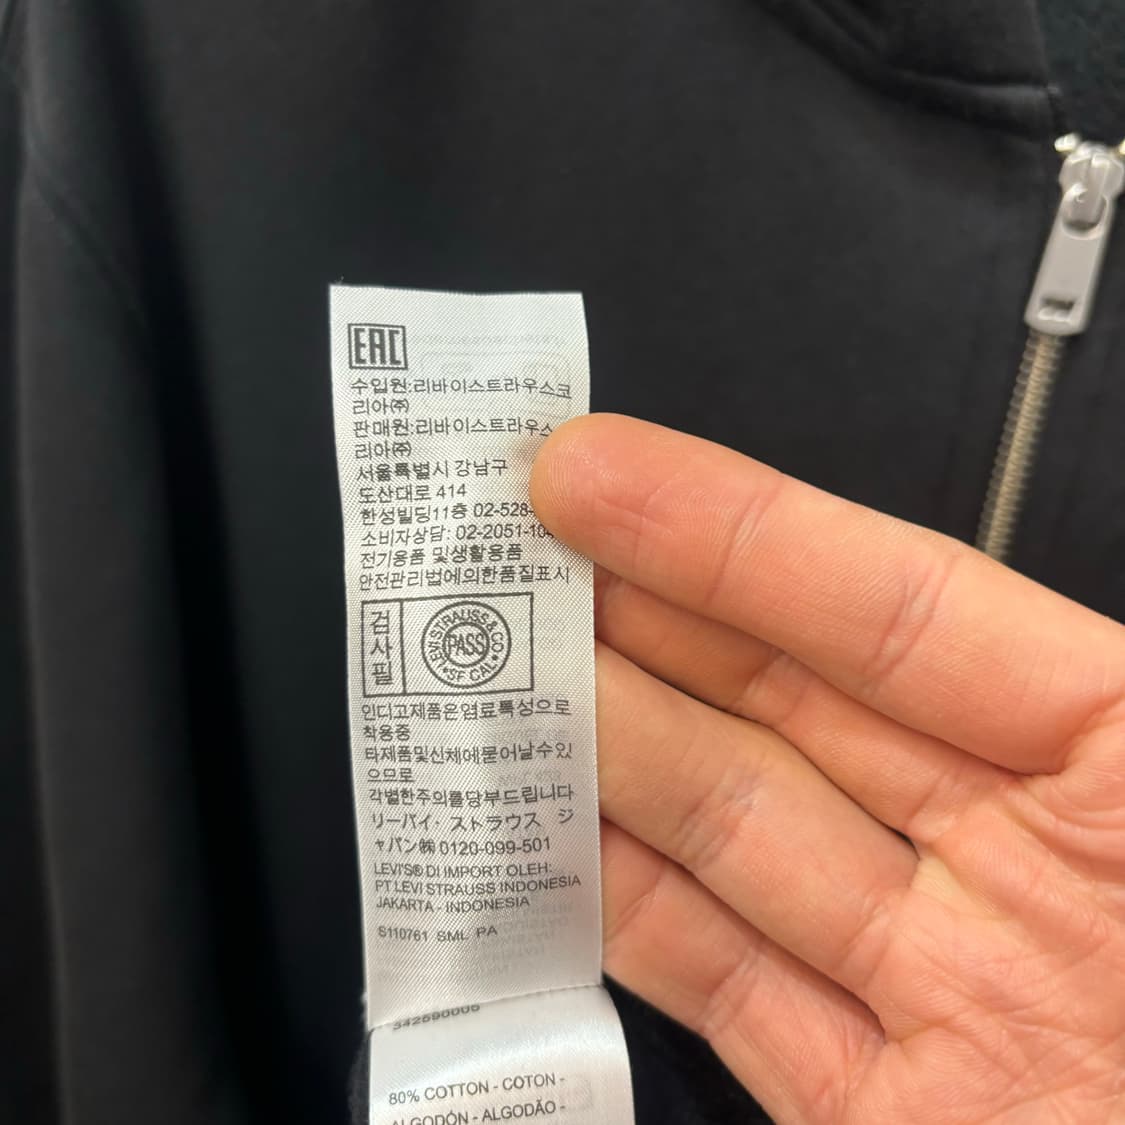 EAC
수입원:리바이스트라우스코
리아㈜
판매원:리바이스트라우스
리아㈜
서울특별시 강남구
도산대로 414
한성빌딩11층 02-528-
소비자상담: 02-2051-10
전기용품 및생활용품
안전관리법에의한품질표시
검사필
LEVI STRAUSS & CO
PASS
SF CAL
인디고제품은염료특성으로
착용중
타제품및신체에묻어날수있
으므로
각별한주의를당부드립니다
リーバイ・ストラウス ジ
ャパン㈱ 0120-099-501
LEVI'S® DI IMPORT OLEH:
PT.LEVI STRAUSS INDONESIA
JAKARTA - INDONESIA
S110761 SML PA
342590006
80% COTTON - COTON -
ALGODÓN - ALGODÃO -